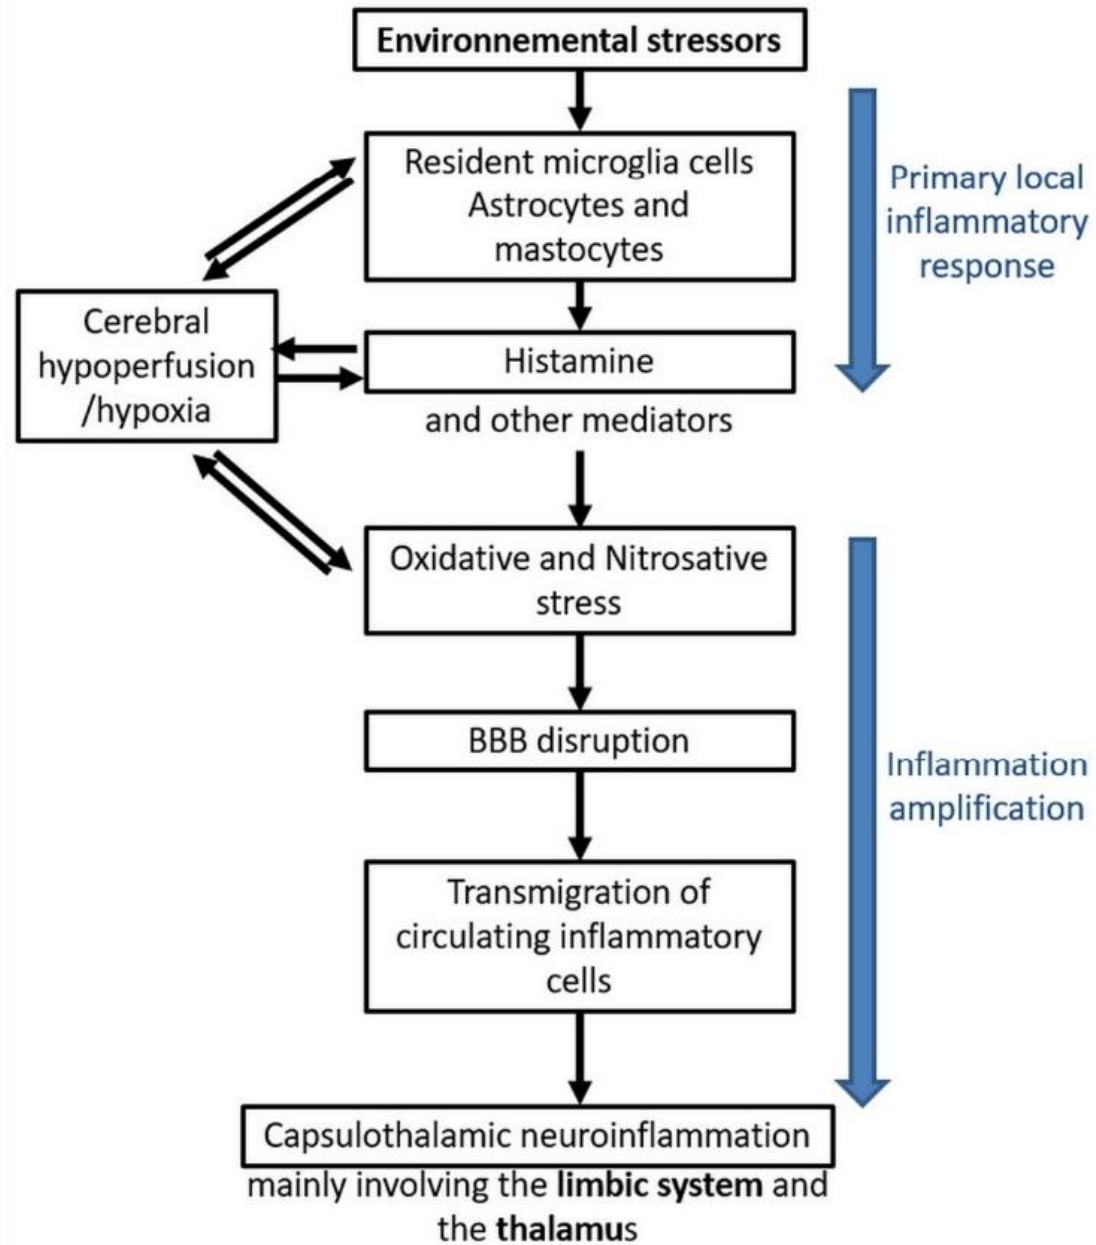 Environnemental stressors
Resident microglia cells
Astrocytes and
mastocytes
Primary local
inflammatory
response
Cerebral
hypoperfusion
/hypoxia
Histamine
and other mediators
Oxidative and Nitrosative
stress
BBB disruption
Inflammation
amplification
Transmigration of
circulating inflammatory
cells
Capsulothalamic neuroinflammation
mainly involving the limbic system and
the thalamus